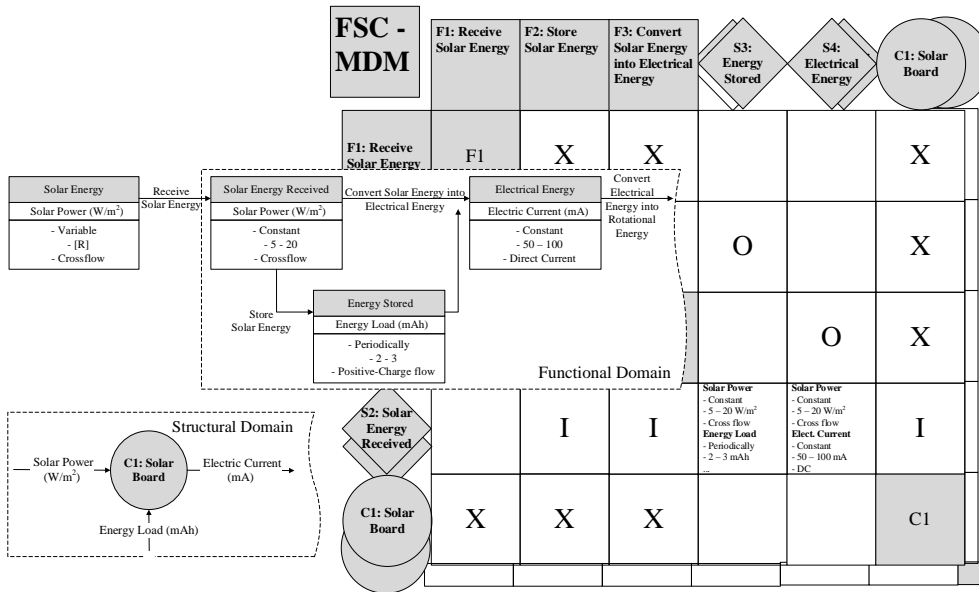 FSC -
MDM
F1: Receive
Solar Energy
F2: Store
Solar Energy
F3: Convert
Solar Energy
into Electrical
Energy
S3:
Energy
Stored
S4:
Electrical
Energy
C1: Solar
Board
F1: Receive
Solar Energy
F1
X
X
X
Solar Energy
Solar Power (W/m²)
- Variable
- [R]
- Crossflow
Receive
Solar Energy
Solar Energy Received
Solar Power (W/m²)
- Constant
- 5 - 20
- Crossflow
Convert Solar Energy into
Electrical Energy
Electrical Energy
Electric Current (mA)
- Constant
- 50 – 100
- Direct Current
Convert
Electrical
Energy into
Rotational
Energy
O
X
Store
Solar Energy
Energy Stored
Energy Load (mAh)
- Periodically
- 2 - 3
- Positive-Charge flow
Functional Domain
O
X
S2: Solar
Energy
Received
I
I
Solar Power
- Constant
- 5 – 20 W/m²
- Cross flow
Energy Load
- Periodically
- 2 – 3 mAh
...
Solar Power
- Constant
- 5 – 20 W/m²
- Cross flow
Elect. Current
- Constant
- 50 – 100 mA
- DC
I
Structural Domain
Solar Power
(W/m²)
C1: Solar
Board
Electric Current
(mA)
Energy Load (mAh)
C1: Solar
Board
X
X
X
C1